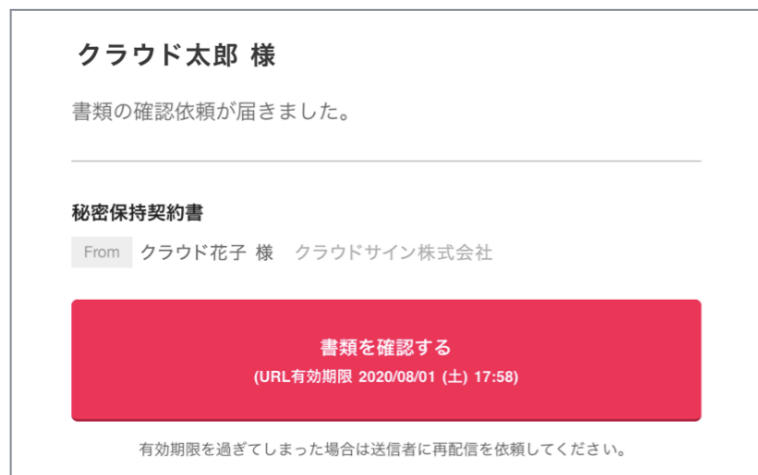 クラウド太郎 様
書類の確認依頼が届きました。
秘密保持契約書
From クラウド花子 様 クラウドサイン株式会社
書類を確認する
(URL有効期限 2020/08/01 (土) 17:58)
有効期限を過ぎてしまった場合は送信者に再配信を依頼してください。